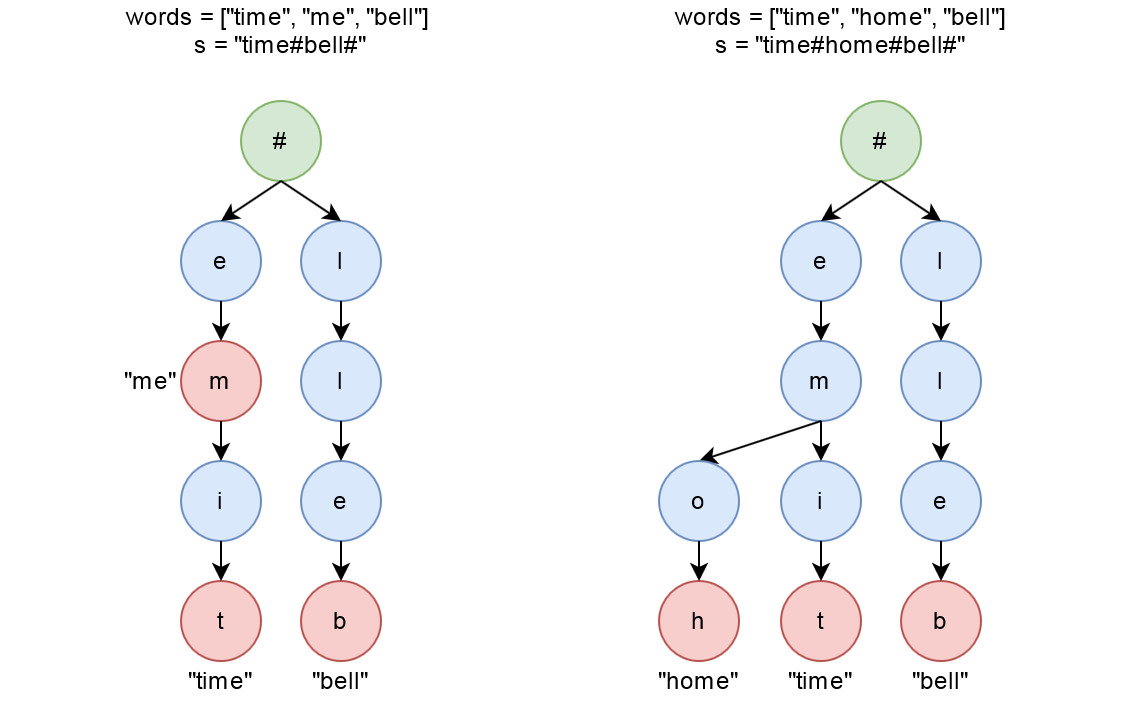 words = ["time", "me", "bell"]
s = "time#bell#"
#
e l
"me" m l
i e
t b
"time" "bell"
words = ["time", "home", "bell"]
s = "time#home#bell#"
#
e l
m l
o i e
h t b
"home" "time" "bell"